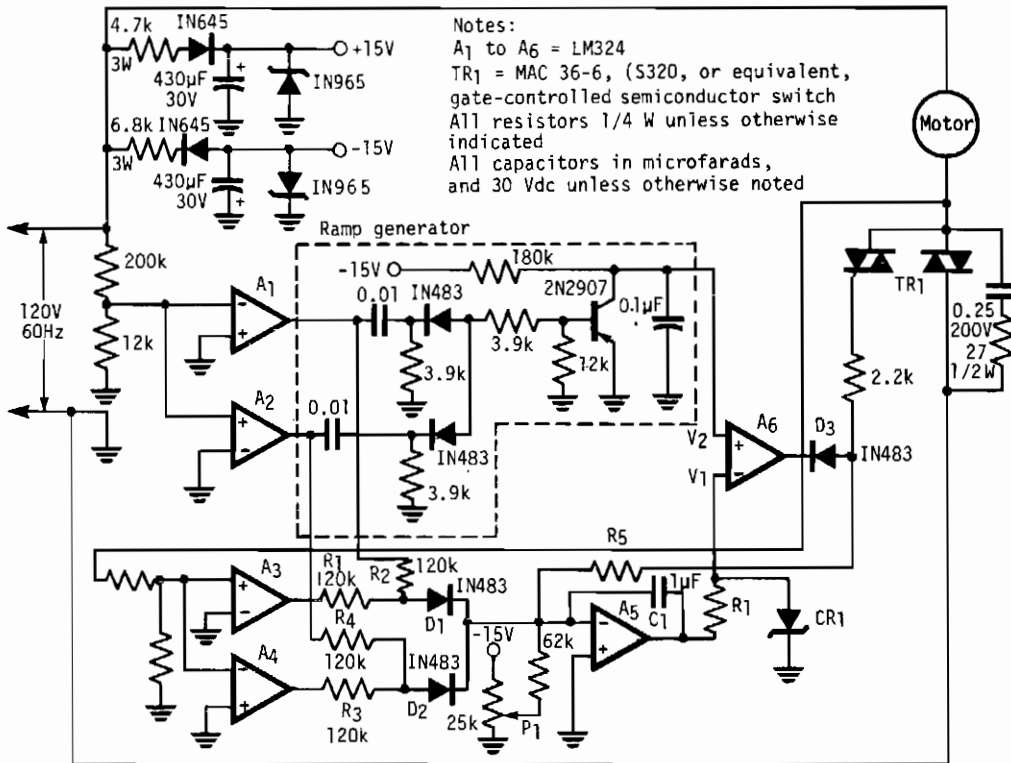 4.7k
IN645
3W
430µF
30V
+
+15V
IN965
6.8k
IN645
3W
430µF
30V
+
-15V
IN965
Notes:
A1 to A6 = LM324
TR1 = MAC 36-6, (S320, or equivalent,
gate-controlled semiconductor switch
All resistors 1/4 W unless otherwise
indicated
All capacitors in microfarads,
and 30 Vdc unless otherwise noted
Motor
Ramp generator
-15V
180k
2N2907
0.1µF
0.01
IN483
3.9k
3.9k
12k
0.01
IN483
3.9k
200k
120V
60Hz
12k
A1
-
+
A2
+
-
TR1
0.25
200V
27
1/2W
2.2k
V2
V1
A6
+
-
D3
IN483
R5
A3
+
-
R1
120k
R2
120k
IN483
D1
R4
120k
A4
-
+
R3
120k
IN483
D2
-15V
25k
P1
62k
1µF
C1
A5
-
+
R1
CR1